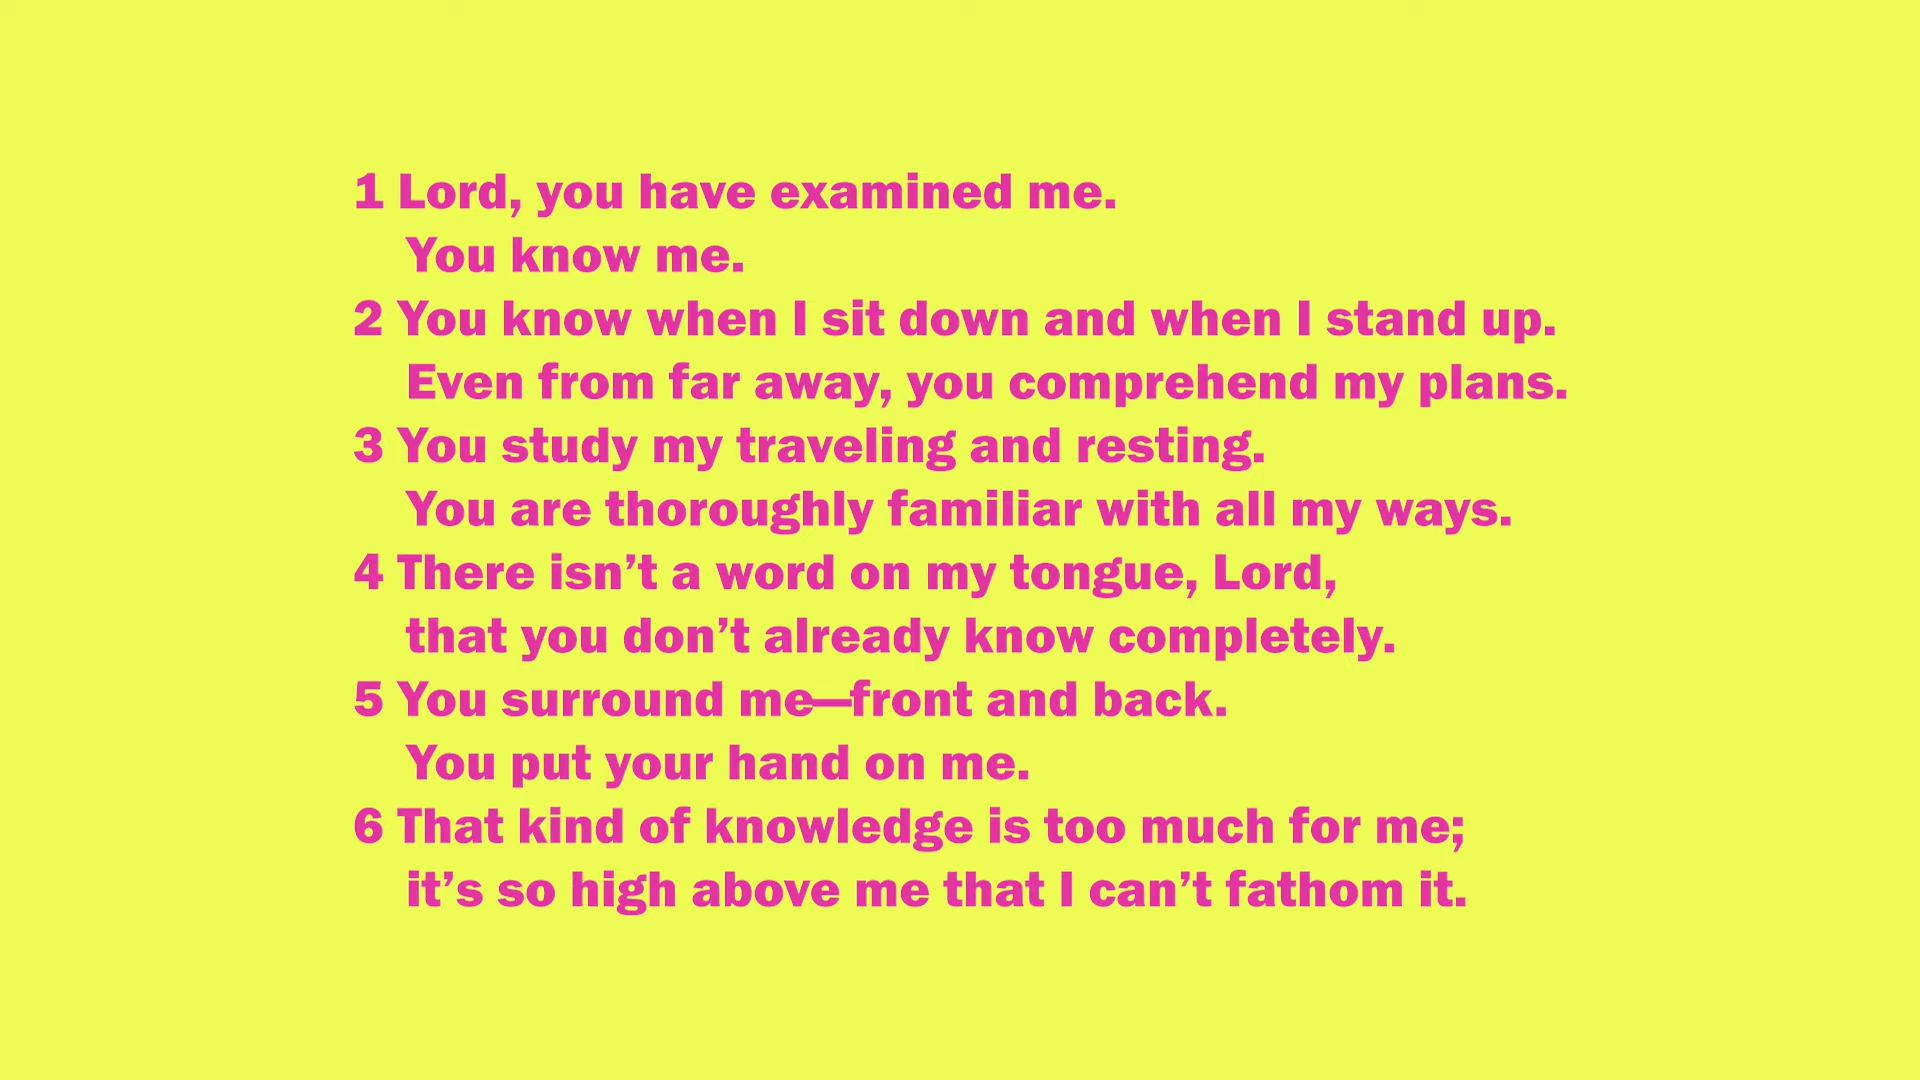 1 Lord, you have examined me.
You know me.
2 You know when I sit down and when I stand up.
Even from far away, you comprehend my plans.
3 You study my traveling and resting.
You are thoroughly familiar with all my ways.
4 There isn’t a word on my tongue, Lord,
that you don’t already know completely.
5 You surround me—front and back.
You put your hand on me.
6 That kind of knowledge is too much for me;
it’s so high above me that I can’t fathom it.